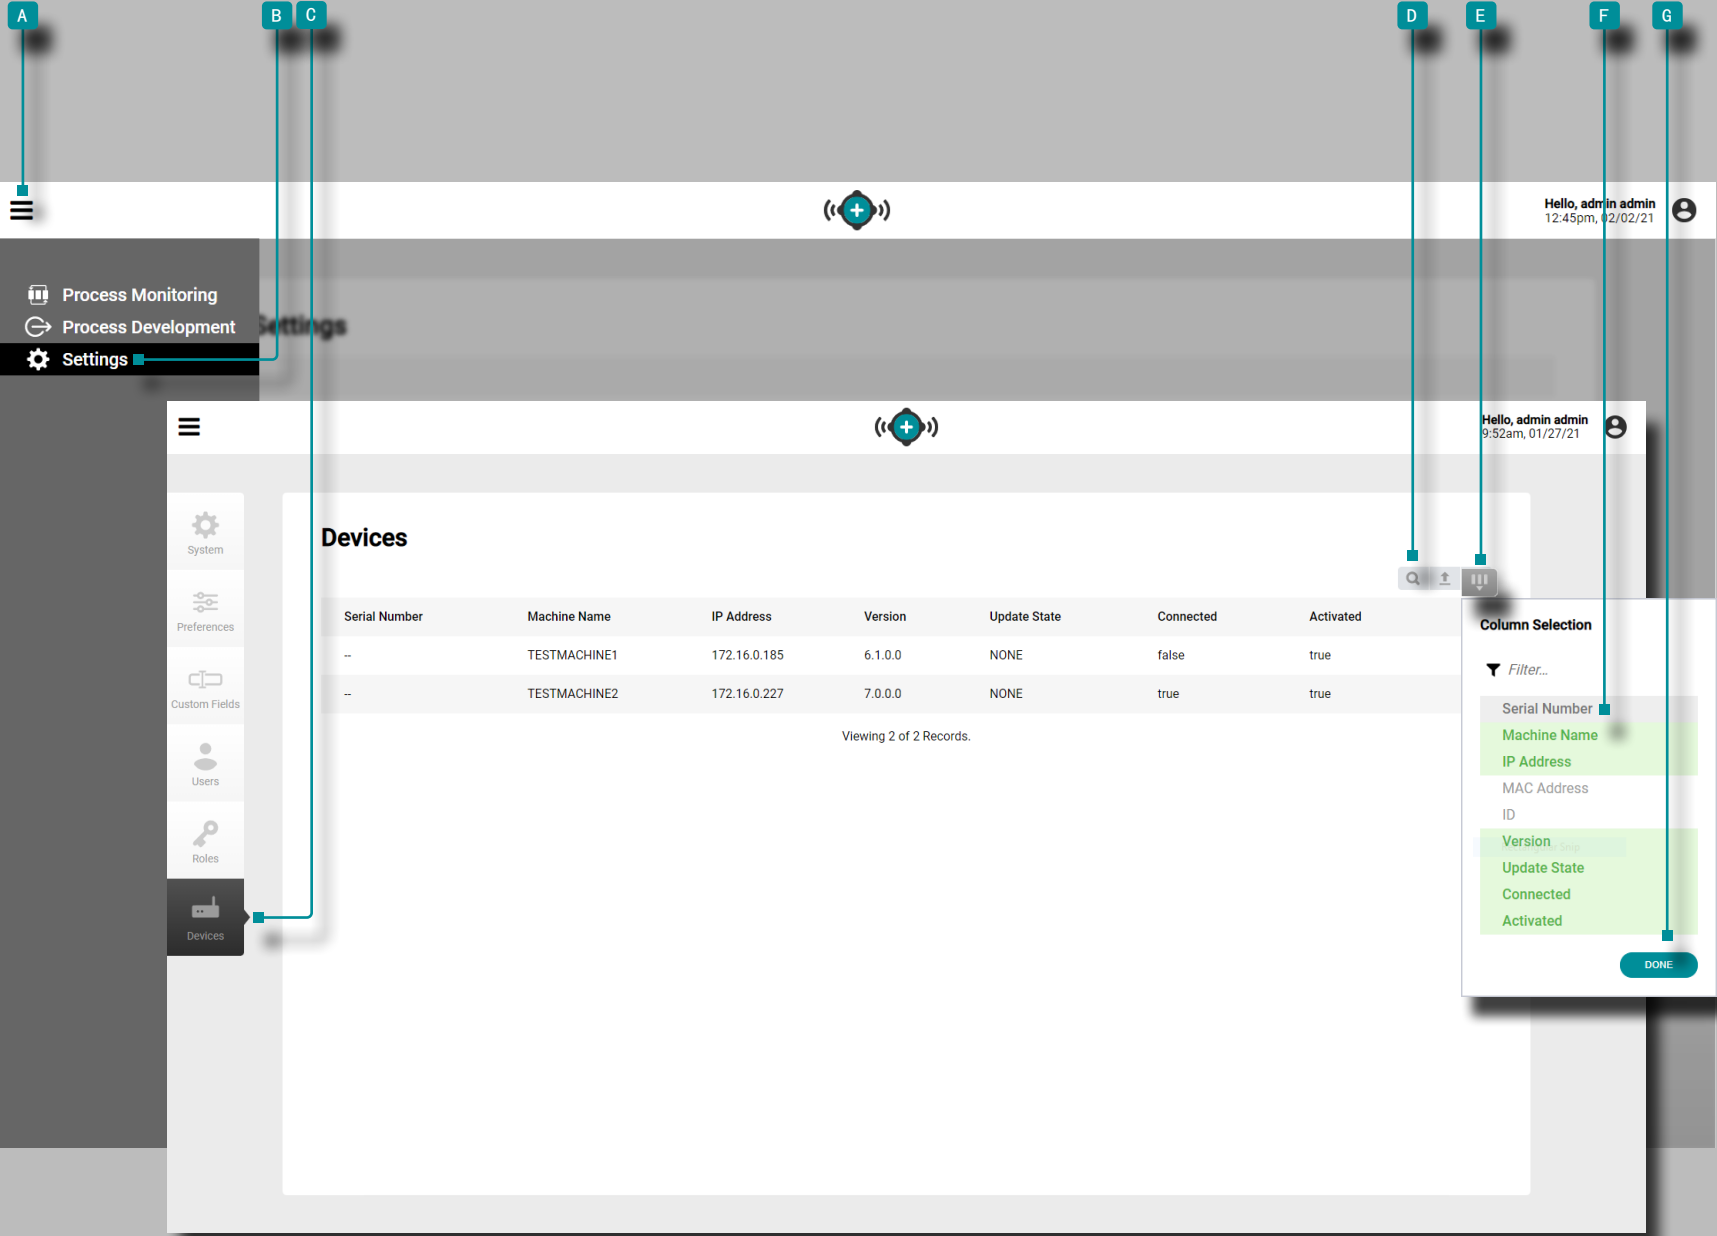 A B C D E F G
Hello, admin admin
12:45pm, 02/02/21
Process Monitoring
Process Development
Settings
Settings
Hello, admin admin
9:52am, 01/27/21
System
Preferences
Custom Fields
Users
Roles
Devices
Devices
Serial Number Machine Name IP Address Version Update State Connected Activated
-- TESTMACHINE1 172.16.0.185 6.1.0.0 NONE false true
-- TESTMACHINE2 172.16.0.227 7.0.0.0 NONE true true
Viewing 2 of 2 Records.
Column Selection
Filter...
Serial Number
Machine Name
IP Address
MAC Address
ID
Version
Update State
Connected
Activated
DONE